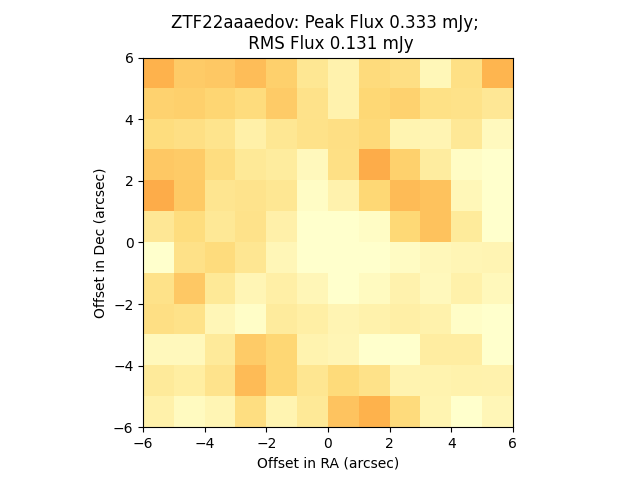 ZTF22aaaedov: Peak Flux 0.333 mJy;
RMS Flux 0.131 mJy
6
4
2
0
−2
−4
−6
Offset in Dec (arcsec)
−6 −4 −2 0 2 4 6
Offset in RA (arcsec)